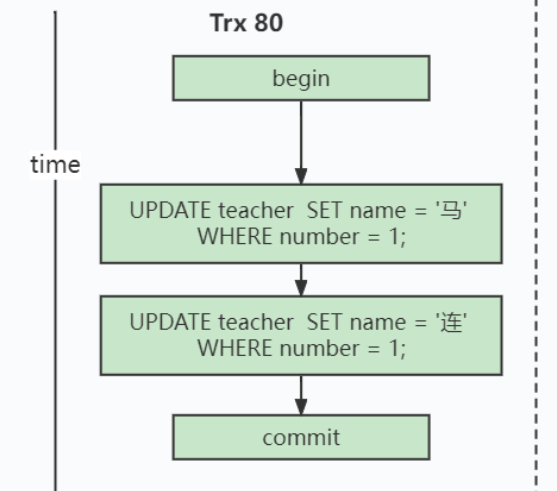 Trx 80
begin
time
UPDATE teacher  SET name = '马'
WHERE number = 1;
UPDATE teacher  SET name = '连'
WHERE number = 1;
commit